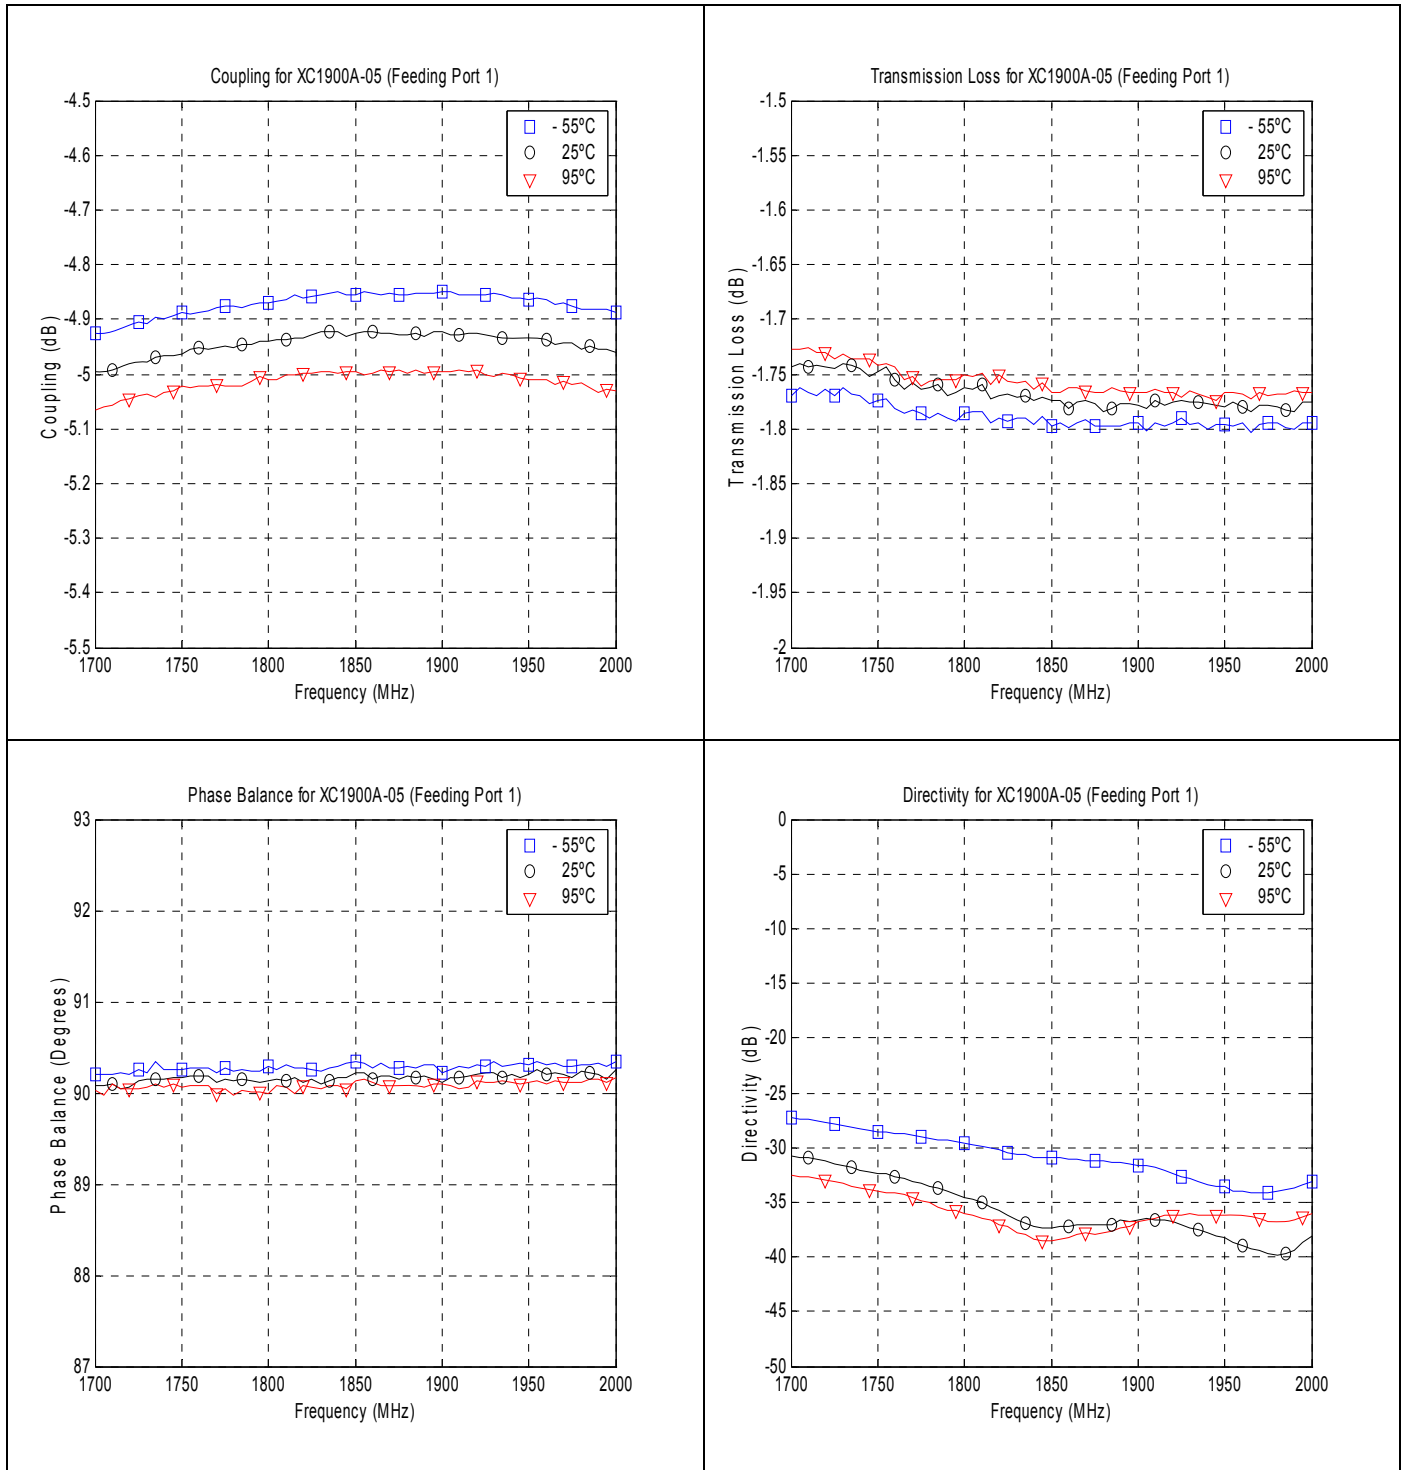 Coupling for XC1900A-05 (Feeding Port 1)
-4.5
-4.6
-4.7
-4.8
-4.9
-5
-5.1
-5.2
-5.3
-5.4
-5.5
Coupling (dB)
- 55ºC
25ºC
95ºC
1700 1750 1800 1850 1900 1950 2000
Frequency (MHz)
Transmission Loss for XC1900A-05 (Feeding Port 1)
-1.5
-1.55
-1.6
-1.65
-1.7
-1.75
-1.8
-1.85
-1.9
-1.95
-2
Transmission Loss (dB)
- 55ºC
25ºC
95ºC
1700 1750 1800 1850 1900 1950 2000
Frequency (MHz)
Phase Balance for XC1900A-05 (Feeding Port 1)
93
92
91
90
89
88
87
Phase Balance (Degrees)
- 55ºC
25ºC
95ºC
1700 1750 1800 1850 1900 1950 2000
Frequency (MHz)
Directivity for XC1900A-05 (Feeding Port 1)
0
-5
-10
-15
-20
-25
-30
-35
-40
-45
-50
Directivity (dB)
- 55ºC
25ºC
95ºC
1700 1750 1800 1850 1900 1950 2000
Frequency (MHz)